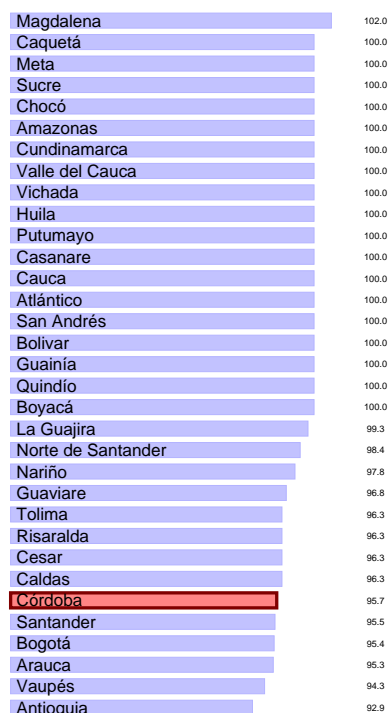 Magdalena 102.0
Caquetá 100.0
Meta 100.0
Sucre 100.0
Chocó 100.0
Amazonas 100.0
Cundinamarca 100.0
Valle del Cauca 100.0
Vichada 100.0
Huila 100.0
Putumayo 100.0
Casanare 100.0
Cauca 100.0
Atlántico 100.0
San Andrés 100.0
Bolivar 100.0
Guainía 100.0
Quindío 100.0
Boyacá 100.0
La Guajira 99.3
Norte de Santander 98.4
Nariño 97.8
Guaviare 96.8
Tolima 96.3
Risaralda 96.3
Cesar 96.3
Caldas 96.3
Córdoba 95.7
Santander 95.5
Bogotá 95.4
Arauca 95.3
Vaupés 94.3
Antioquia 92.9